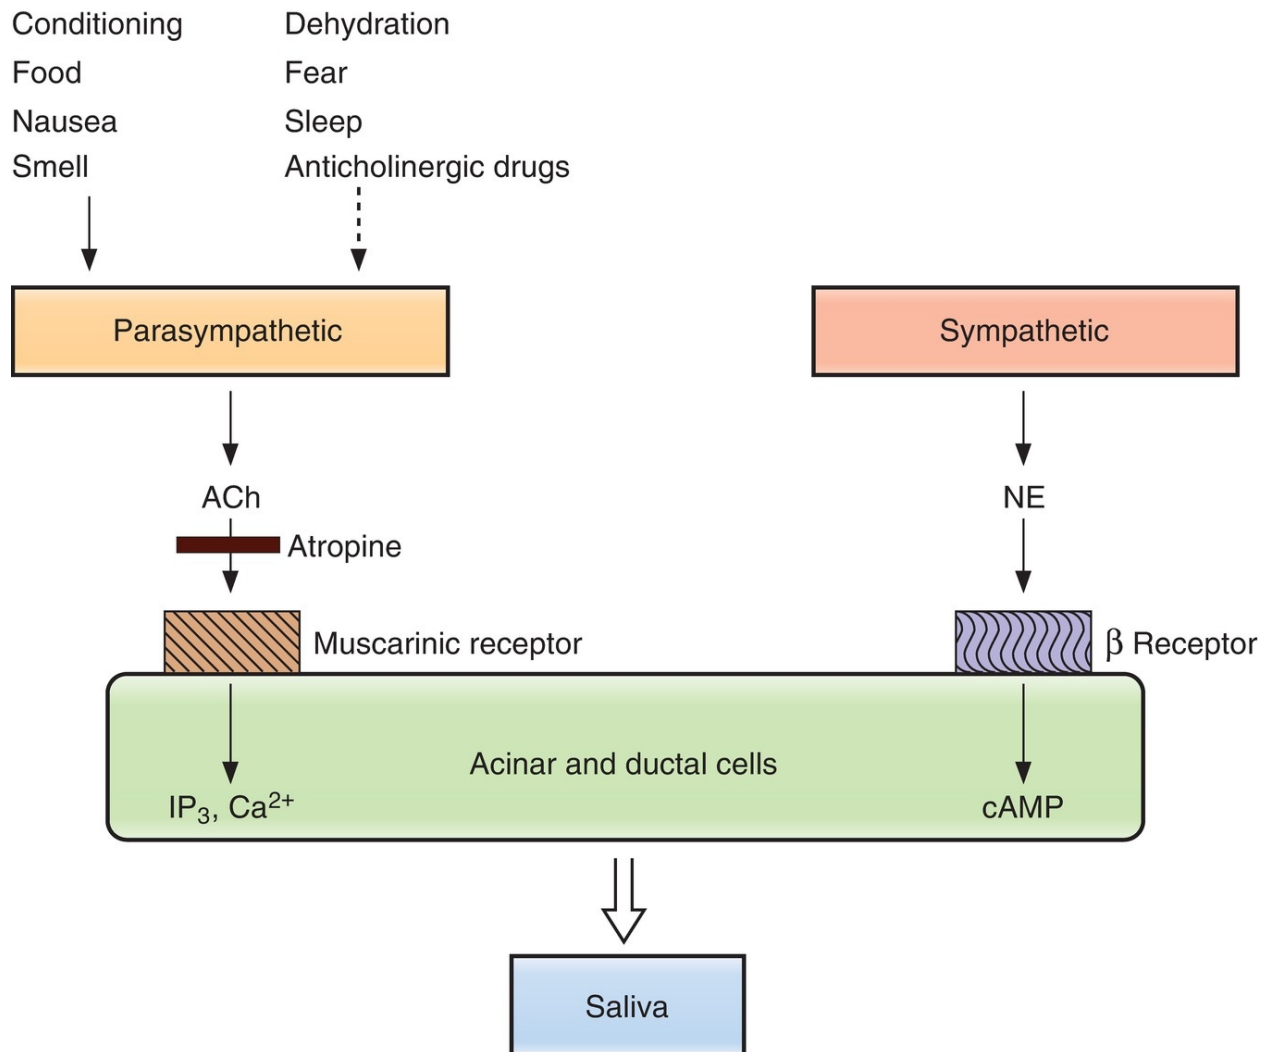 Conditioning
Food
Nausea
Smell
Dehydration
Fear
Sleep
Anticholinergic drugs
Parasympathetic
Sympathetic
ACh
NE
Atropine
Muscarinic receptor
β Receptor
Acinar and ductal cells
IP₃, Ca²⁺
cAMP
Saliva